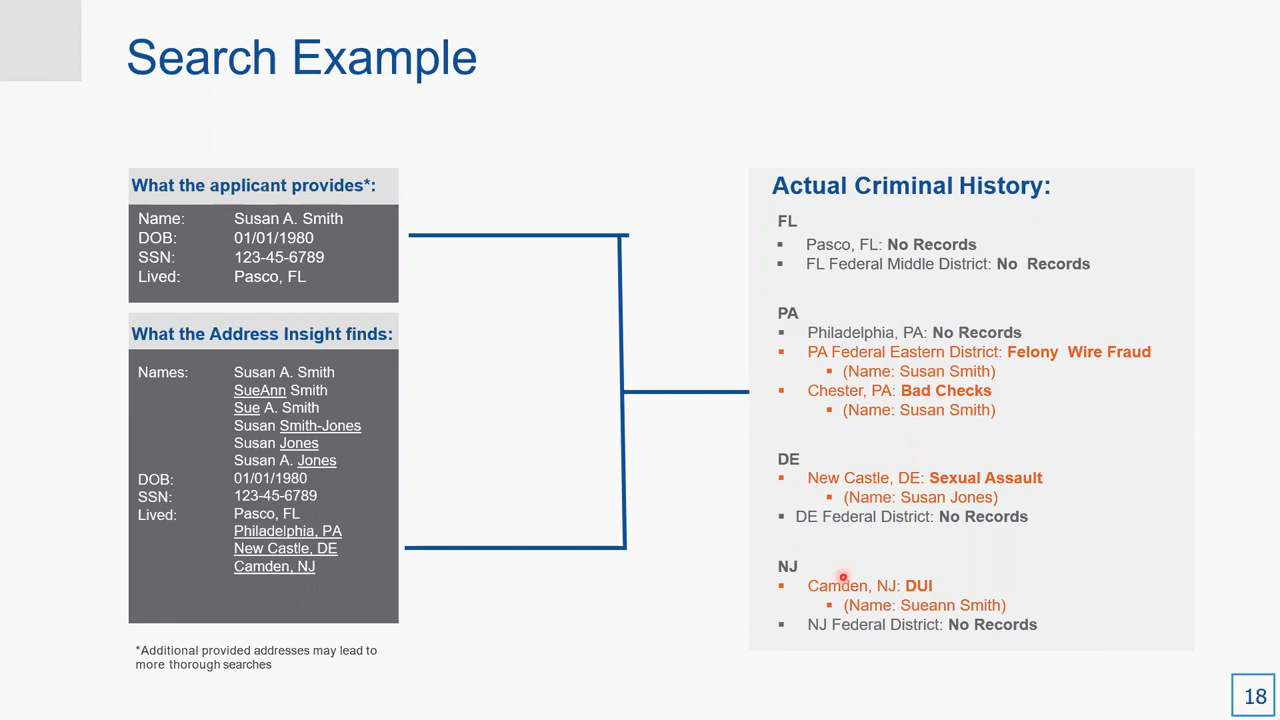 Search Example
What the applicant provides*:
Name: Susan A. Smith
DOB: 01/01/1980
SSN: 123-45-6789
Lived: Pasco, FL
What the Address Insight finds:
Names: Susan A. Smith
SueAnn Smith
Sue A. Smith
Susan Smith-Jones
Susan Jones
Susan A. Jones
DOB: 01/01/1980
SSN: 123-45-6789
Lived: Pasco, FL
Philadelphia, PA
New Castle, DE
Camden, NJ
*Additional provided addresses may lead to
more thorough searches
Actual Criminal History:
FL
▪ Pasco, FL: No Records
▪ FL Federal Middle District: No Records
PA
▪ Philadelphia, PA: No Records
▪ PA Federal Eastern District: Felony Wire Fraud
▪ (Name: Susan Smith)
▪ Chester, PA: Bad Checks
▪ (Name: Susan Smith)
DE
▪ New Castle, DE: Sexual Assault
▪ (Name: Susan Jones)
▪ DE Federal District: No Records
NJ
▪ Camden, NJ: DUI
▪ (Name: Sueann Smith)
▪ NJ Federal District: No Records
18